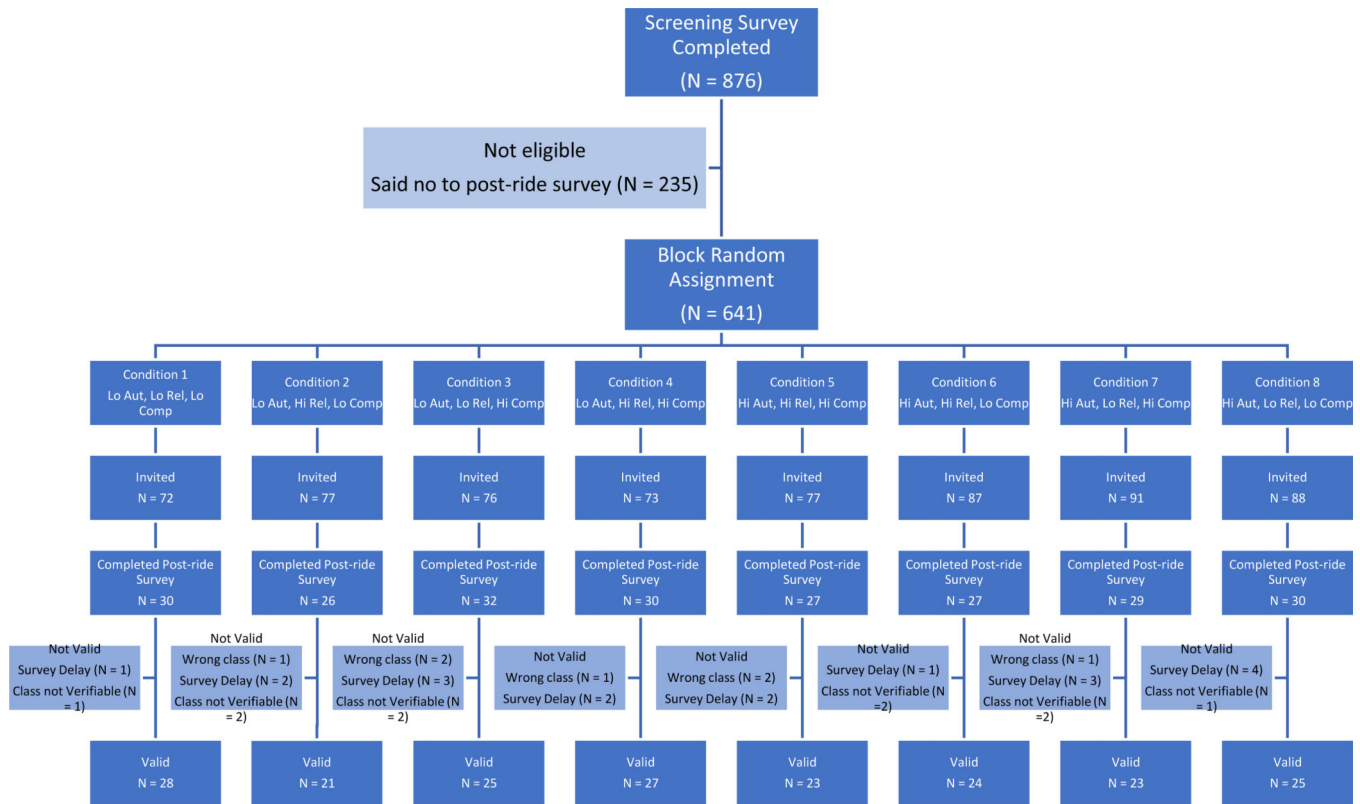 Screening Survey
Completed
(N = 876)
Not eligible
Said no to post-ride survey (N = 235)
Block Random
Assignment
(N = 641)
Condition 1
Lo Aut, Lo Rel, Lo
Comp
Condition 2
Lo Aut, Hi Rel, Lo Comp
Condition 3
Lo Aut, Lo Rel, Hi Comp
Condition 4
Lo Aut, Hi Rel, Hi Comp
Condition 5
Hi Aut, Hi Rel, Hi Comp
Condition 6
Hi Aut, Hi Rel, Lo Comp
Condition 7
Hi Aut, Lo Rel, Hi Comp
Condition 8
Hi Aut, Lo Rel, Lo Comp
Invited
N = 72
Invited
N = 77
Invited
N = 76
Invited
N = 73
Invited
N = 77
Invited
N = 87
Invited
N = 91
Invited
N = 88
Completed Post-ride
Survey
N = 30
Completed Post-ride
Survey
N = 26
Completed Post-ride
Survey
N = 32
Completed Post-ride
Survey
N = 30
Completed Post-ride
Survey
N = 27
Completed Post-ride
Survey
N = 27
Completed Post-ride
Survey
N = 29
Completed Post-ride
Survey
N = 30
Not Valid
Survey Delay (N = 1)
Class not Verifiable (N
= 1)
Not Valid
Wrong class (N = 1)
Survey Delay (N = 2)
Class not Verifiable (N
= 2)
Not Valid
Wrong class (N = 2)
Survey Delay (N = 3)
Class not Verifiable (N
= 2)
Not Valid
Wrong class (N = 1)
Survey Delay (N = 2)
Not Valid
Wrong class (N = 2)
Survey Delay (N = 2)
Not Valid
Survey Delay (N = 1)
Class not Verifiable (N
=2)
Not Valid
Wrong class (N = 1)
Survey Delay (N = 3)
Class not Verifiable (N
=2)
Not Valid
Survey Delay (N = 4)
Class not Verifiable (N
= 1)
Valid
N = 28
Valid
N = 21
Valid
N = 25
Valid
N = 27
Valid
N = 23
Valid
N = 24
Valid
N = 23
Valid
N = 25